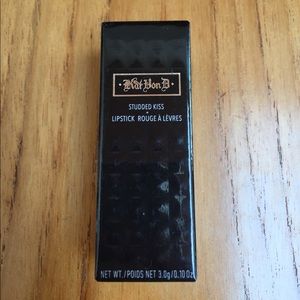 Kat Von D
STUDDED KISS
•
LIPSTICK ROUGE À LÈVRES
NET WT./POIDS NET 3.0g/0.10 Oz